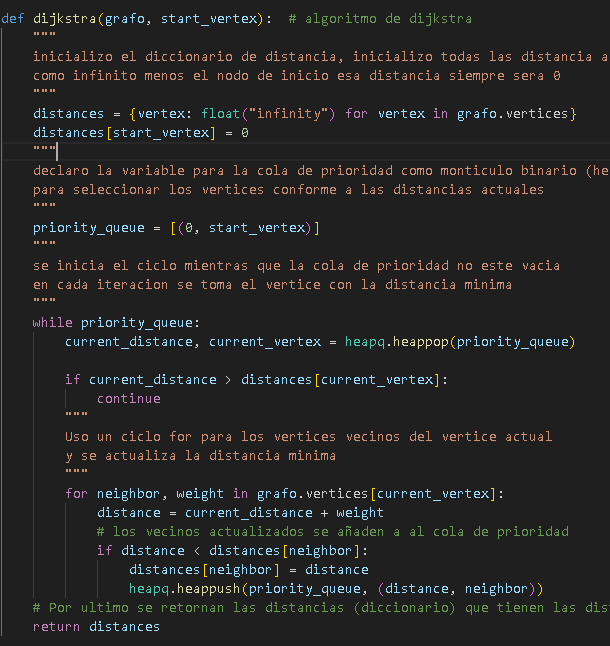 def dijkstra(grafo, start_vertex):  # algoritmo de dijkstra
    """
    inicializo el diccionario de distancia, inicializo todas las distancia a
    como infinito menos el nodo de inicio esa distancia siempre sera 0
    """
    distances = {vertex: float("infinity") for vertex in grafo.vertices}
    distances[start_vertex] = 0
    """
    declaro la variable para la cola de prioridad como monticulo binario (he
    para seleccionar los vertices conforme a las distancias actuales
    """
    priority_queue = [(0, start_vertex)]
    """
    se inicia el ciclo mientras que la cola de prioridad no este vacia
    en cada iteracion se toma el vertice con la distancia minima
    """
    while priority_queue:
        current_distance, current_vertex = heapq.heappop(priority_queue)
        if current_distance > distances[current_vertex]:
            continue
        """
        Uso un ciclo for para los vertices vecinos del vertice actual
        y se actualiza la distancia minima
        """
        for neighbor, weight in grafo.vertices[current_vertex]:
            distance = current_distance + weight
            # los vecinos actualizados se añaden a al cola de prioridad
            if distance < distances[neighbor]:
                distances[neighbor] = distance
                heapq.heappush(priority_queue, (distance, neighbor))
    # Por ultimo se retornan las distancias (diccionario) que tienen las dis
    return distances